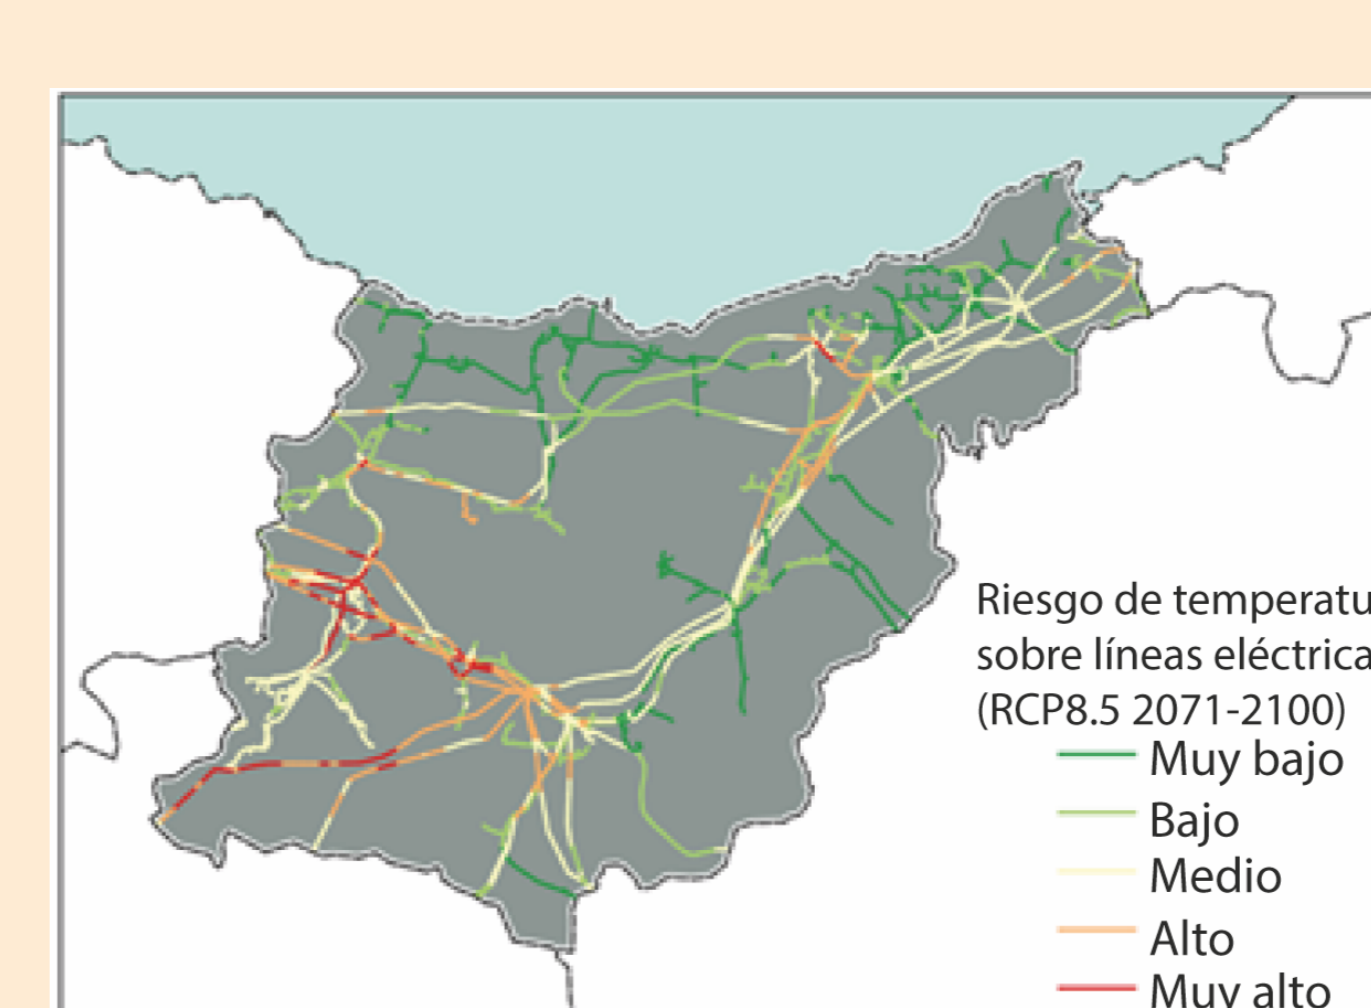 Riesgo de temperatu
sobre líneas eléctrica
(RCP8.5 2071-2100)
Muy bajo
Bajo
Medio
Alto
Muy alto